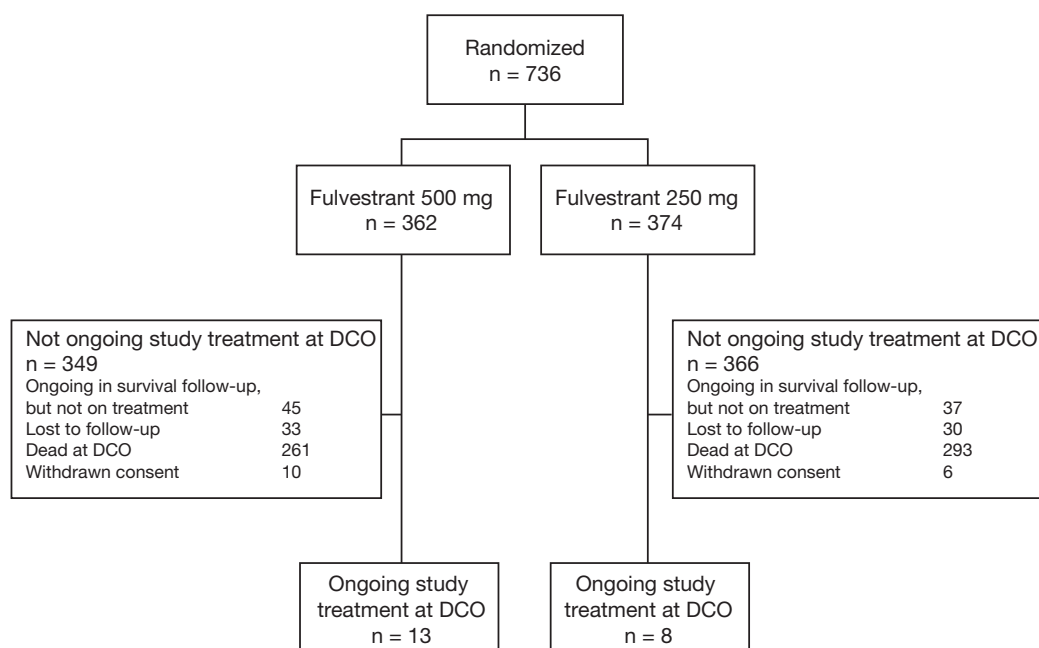 Randomized
n = 736
Fulvestrant 500 mg
n = 362
Fulvestrant 250 mg
n = 374
Not ongoing study treatment at DCO
n = 349
Ongoing in survival follow-up,
but not on treatment 45
Lost to follow-up 33
Dead at DCO 261
Withdrawn consent 10
Not ongoing study treatment at DCO
n = 366
Ongoing in survival follow-up,
but not on treatment 37
Lost to follow-up 30
Dead at DCO 293
Withdrawn consent 6
Ongoing study
treatment at DCO
n = 13
Ongoing study
treatment at DCO
n = 8